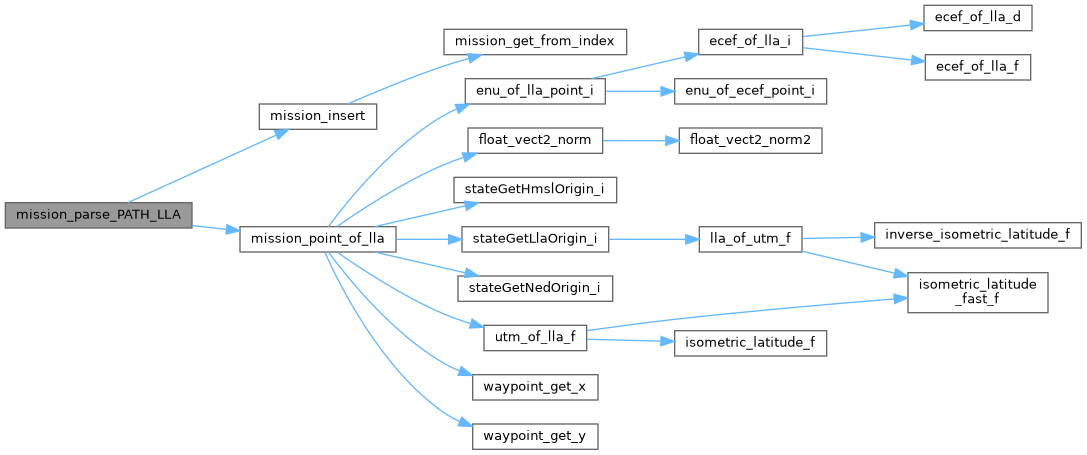 mission_parse_PATH_LLA
mission_insert
mission_point_of_lla
mission_get_from_index
enu_of_lla_point_i
float_vect2_norm
stateGetHmslOrigin_i
stateGetLlaOrigin_i
stateGetNedOrigin_i
utm_of_lla_f
waypoint_get_x
waypoint_get_y
ecef_of_lla_i
enu_of_ecef_point_i
float_vect2_norm2
lla_of_utm_f
isometric_latitude_f
ecef_of_lla_d
ecef_of_lla_f
inverse_isometric_latitude_f
isometric_latitude
_fast_f